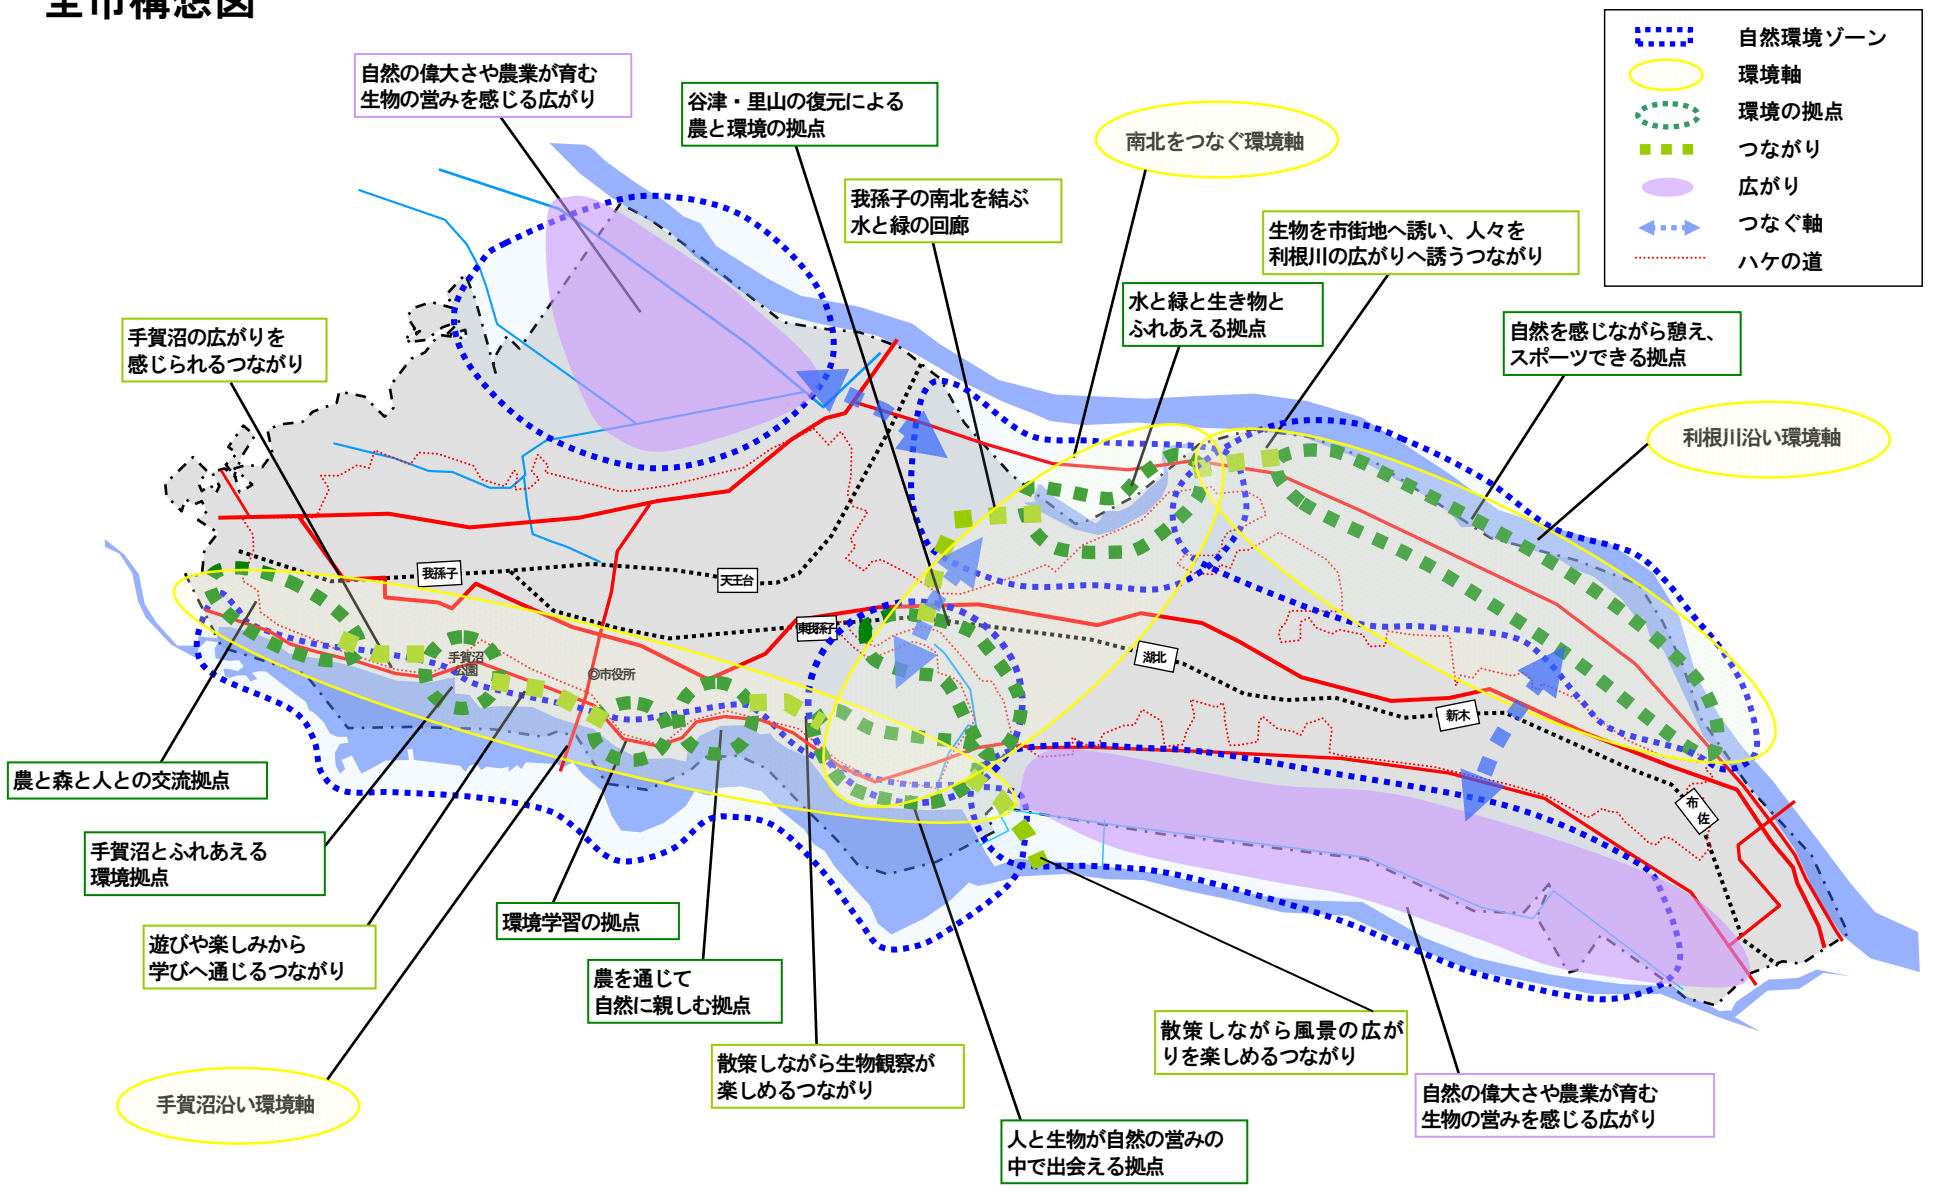 全市構想図
自然環境ゾーン
環境軸
環境の拠点
つながり
広がり
つなぐ軸
ハケの道
自然の偉大さや農業が育む
生物の営みを感じる広がり
谷津・里山の復元による
農と環境の拠点
南北をつなぐ環境軸
我孫子の南北を結ぶ
水と緑の回廊
生物を市街地へ誘い、人々を
利根川の広がりへ誘うつながり
水と緑と生き物と
ふれあえる拠点
自然を感じながら憩え、
スポーツできる拠点
手賀沼の広がりを
感じられるつながり
利根川沿い環境軸
我孫子
天王台
東我孫子
湖北
新木
布
佐
手賀沼
公園
◎市役所
農と森と人との交流拠点
手賀沼とふれあえる
環境拠点
遊びや楽しみから
学びへ通じるつながり
環境学習の拠点
農を通じて
自然に親しむ拠点
散策しながら生物観察が
楽しめるつながり
散策しながら風景の広が
りを楽しめるつながり
自然の偉大さや農業が育む
生物の営みを感じる広がり
手賀沼沿い環境軸
人と生物が自然の営みの
中で出会える拠点